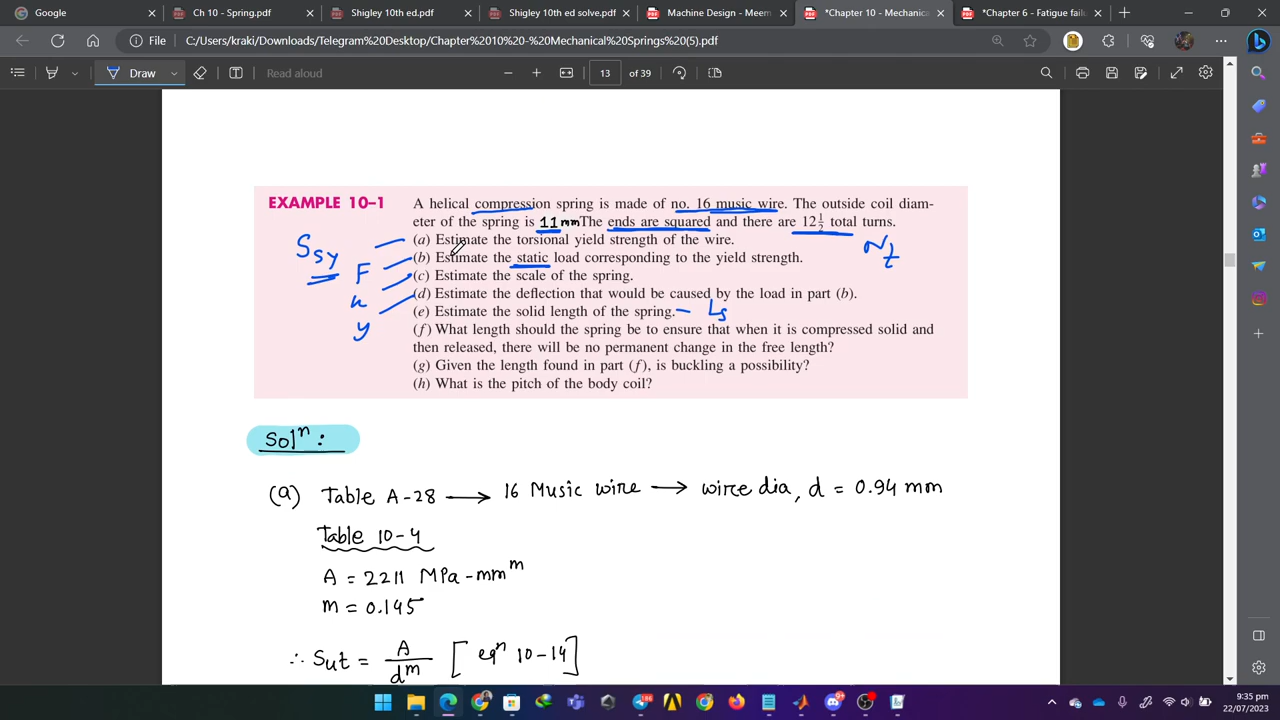 Google
Ch 10 - Spring.pdf
Shigley 10th ed.pdf
Shigley 10th ed solve.pdf
Machine Design - Meem
*Chapter 10 - Mechanica
*Chapter 6 - Fatigue faile
File
C:/Users/kraki/Downloads/Telegram%20Desktop/Chapter%2010%20-%20Mechanical%20Springs%20(5).pdf
Draw
Read aloud
13
of 39
EXAMPLE 10–1
A helical compression spring is made of no. 16 music wire. The outside coil diam-
eter of the spring is 11mm The ends are squared and there are 12 1/2 total turns.
(a) Estimate the torsional yield strength of the wire.
(b) Estimate the static load corresponding to the yield strength.
(c) Estimate the scale of the spring.
(d) Estimate the deflection that would be caused by the load in part (b).
(e) Estimate the solid length of the spring.
(f) What length should the spring be to ensure that when it is compressed solid and
then released, there will be no permanent change in the free length?
(g) Given the length found in part (f), is buckling a possibility?
(h) What is the pitch of the body coil?
Ssy
F
k
y
Ls
Nt
Solⁿ :
(a) Table A-28 → 16 Music wire → wire dia, d = 0.94 mm
Table 10-4
A = 2211 MPa-mm^m
m = 0.145
∴ Sut = A/d^m [eqⁿ 10-14]
9:35 pm
22/07/2023